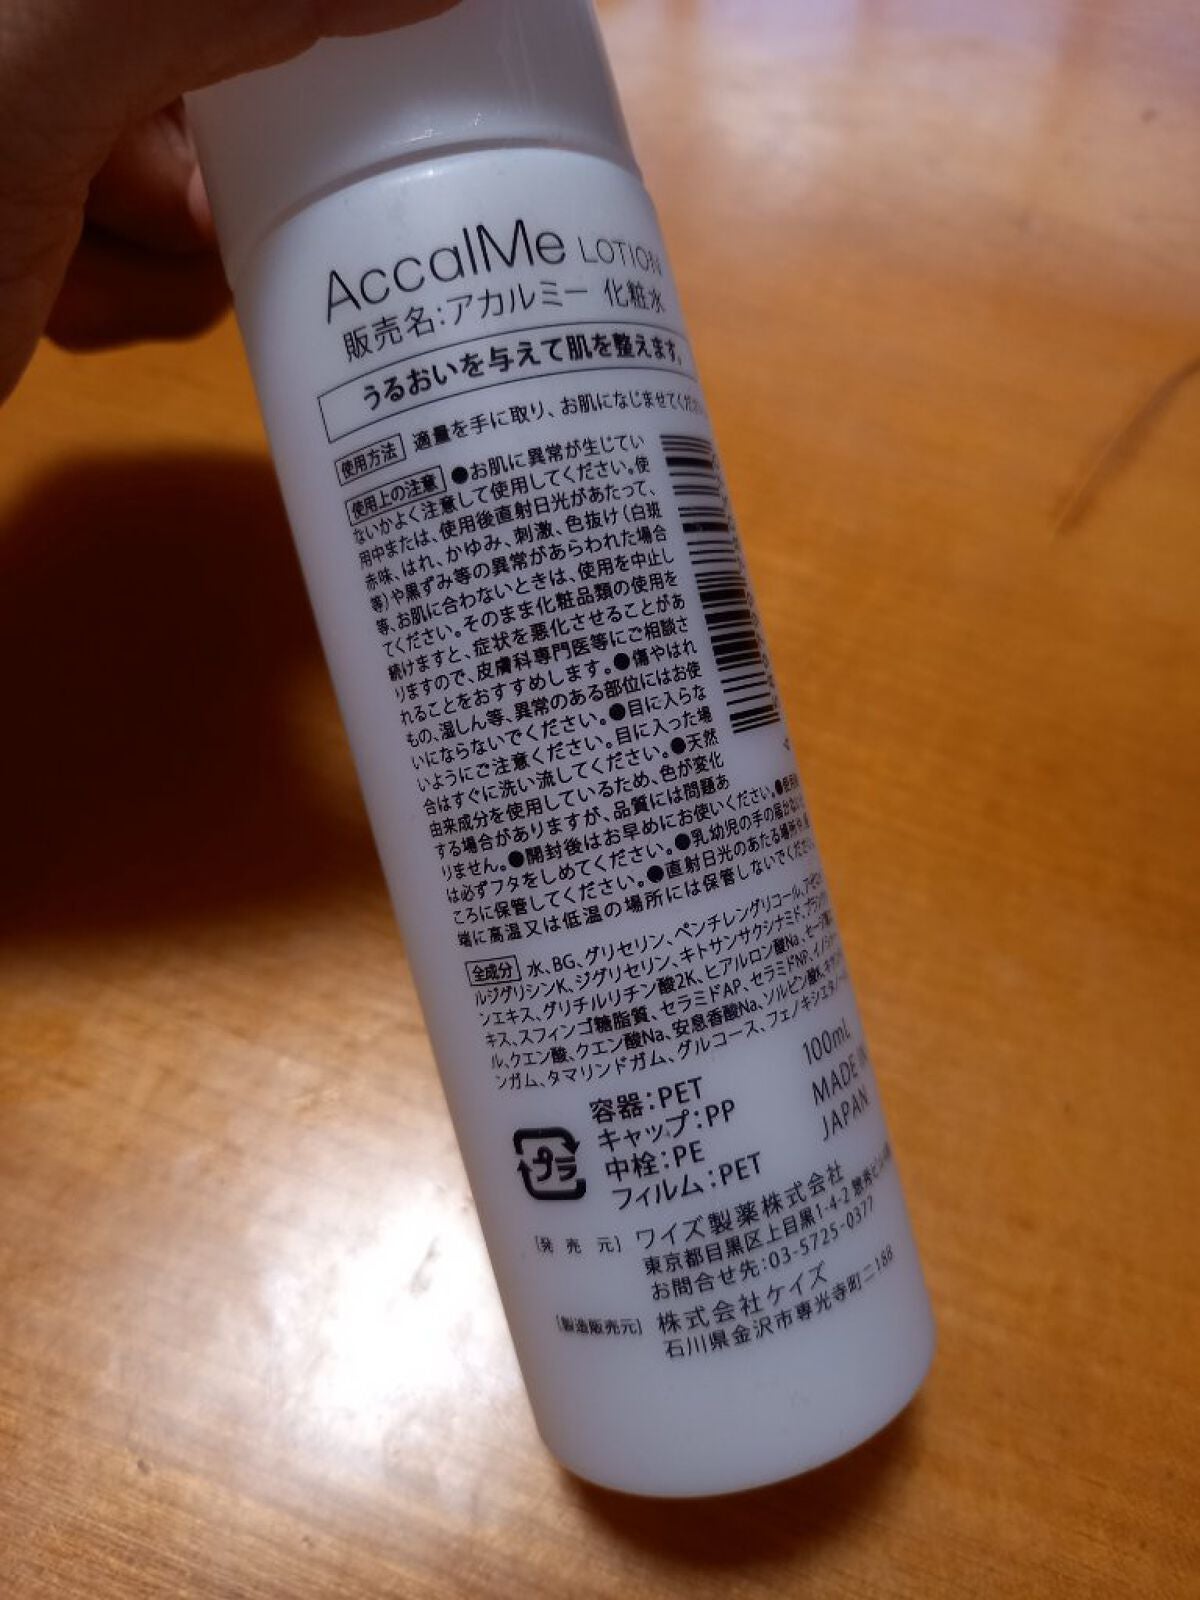 AccalMe LOTION
販売名:アカルミー 化粧水
うるおいを与えて肌を整えます。
使用方法 適量を手に取り、お肌になじませてください
使用上の注意 ●お肌に異常が生じてい
ないかよく注意して使用してください。使
用中または、使用後直射日光があたって、
赤味、はれ、かゆみ、刺激、色抜け(白斑
等)や黒ずみ等の異常があらわれた場合
等、お肌に合わないときは、使用を中止し
てください。そのまま化粧品類の使用を
続けますと、症状を悪化させることがあ
りますので、皮膚科専門医等にご相談さ
れることをおすすめします。●傷やはれ
もの、湿しん等、異常のある部位にはお使
いにならないでください。●目に入らな
いようにご注意ください。目に入った場
合はすぐに洗い流してください。●天然
由来成分を使用しているため、色が変化
する場合がありますが、品質には問題あ
りません。●開封後はお早めにお使いください。●使用
は必ずフタをしめてください。●乳幼児の手の届かない
ころに保管してください。●直射日光のあたる場所や、
端に高温又は低温の場所には保管しないでくださ
全成分 水、BG、グリセリン、ペンチレングリコール、アゼロ
ルジグリシンK、ジグリセリン、キトサンサクシナミド、プラン
ンエキス、グリチルリチン酸2K、ヒアルロン酸Na、セージ葉
キス、スフィンゴ糖脂質、セラミドAP、セラミドNP、イノシ
ル、クエン酸、クエン酸Na、安息香酸Na、ソルビン酸K、キサン
ンガム、タマリンドガム、グルコース、フェノキシエタノー
100mL
MADE IN
JAPAN
プラ
容器:PET
キャップ:PP
中栓:PE
フィルム:PET
[発売元] ワイズ製薬株式会社
東京都目黒区上目黒1-4-2
お問合せ先:03-5725-0377
[製造販売元] 株式会社ケイズ
石川県金沢市専光寺町ニ188